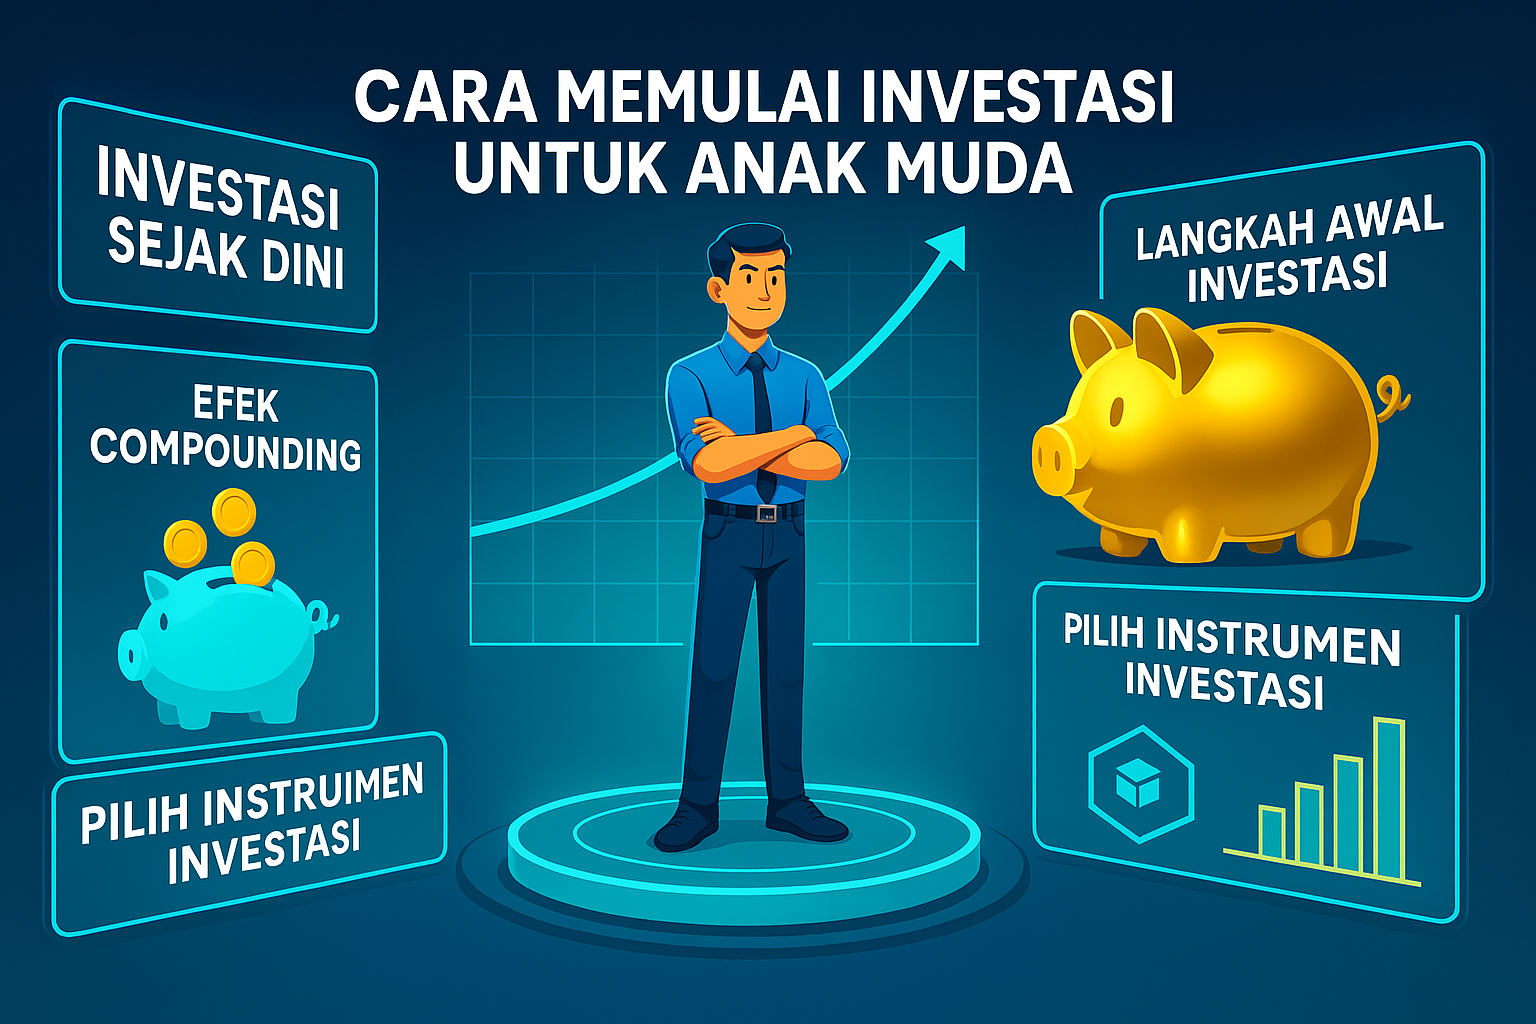 CARA MEMULAI INVESTASI
UNTUK ANAK MUDA
INVESTASI
SEJAK DINI
EFEK
COMPOUNDING
PILIH INSTRUIMEN
INVESTASI
LANGKAH AWAL
INVESTASI
PILIH INSTRUMEN
INVESTASI